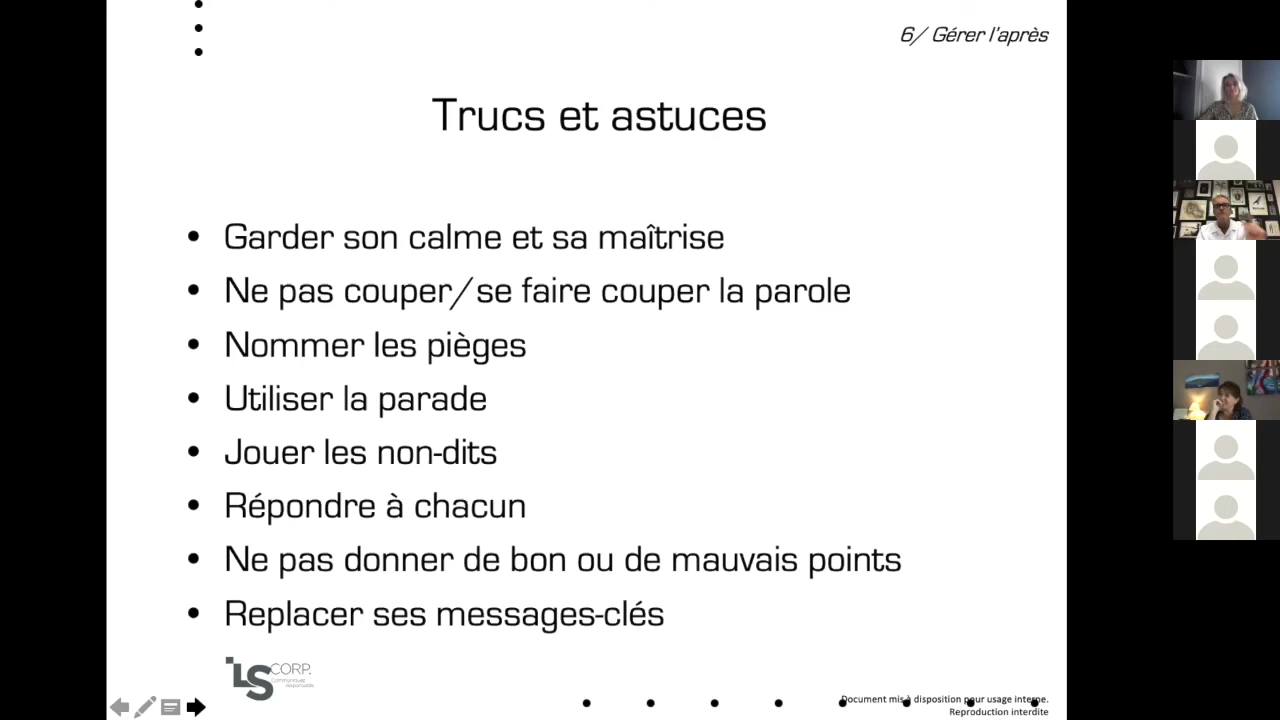 6/ Gérer l'après
Trucs et astuces
• Garder son calme et sa maîtrise
• Ne pas couper/se faire couper la parole
• Nommer les pièges
• Utiliser la parade
• Jouer les non-dits
• Répondre à chacun
• Ne pas donner de bon ou de mauvais points
• Replacer ses messages-clés
LS CORP.
Communiquez
responsable
Document mis à disposition pour usage interne.
Reproduction interdite